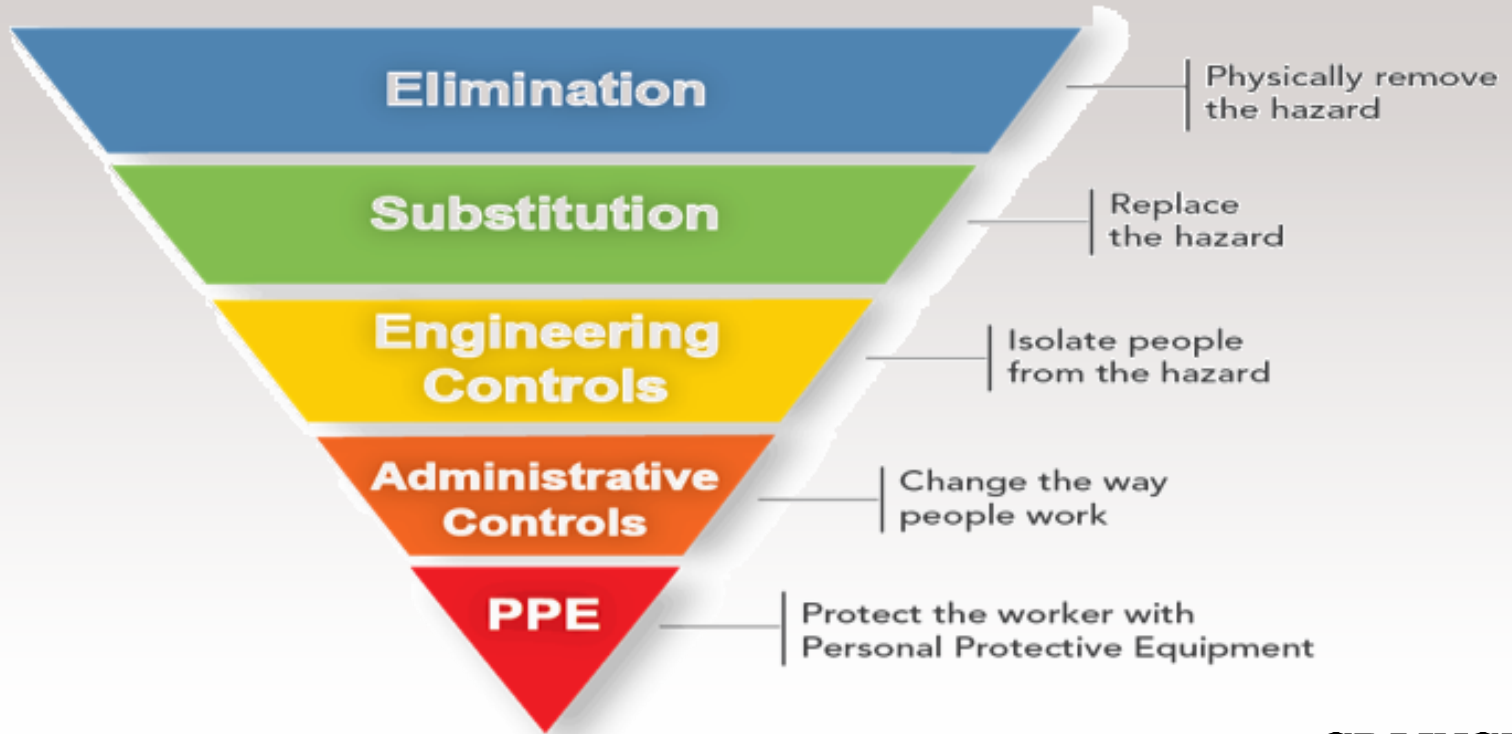 Elimination
Physically remove
the hazard
Substitution
Replace
the hazard
Engineering
Controls
Isolate people
from the hazard
Administrative
Controls
Change the way
people work
PPE
Protect the worker with
Personal Protective Equipment